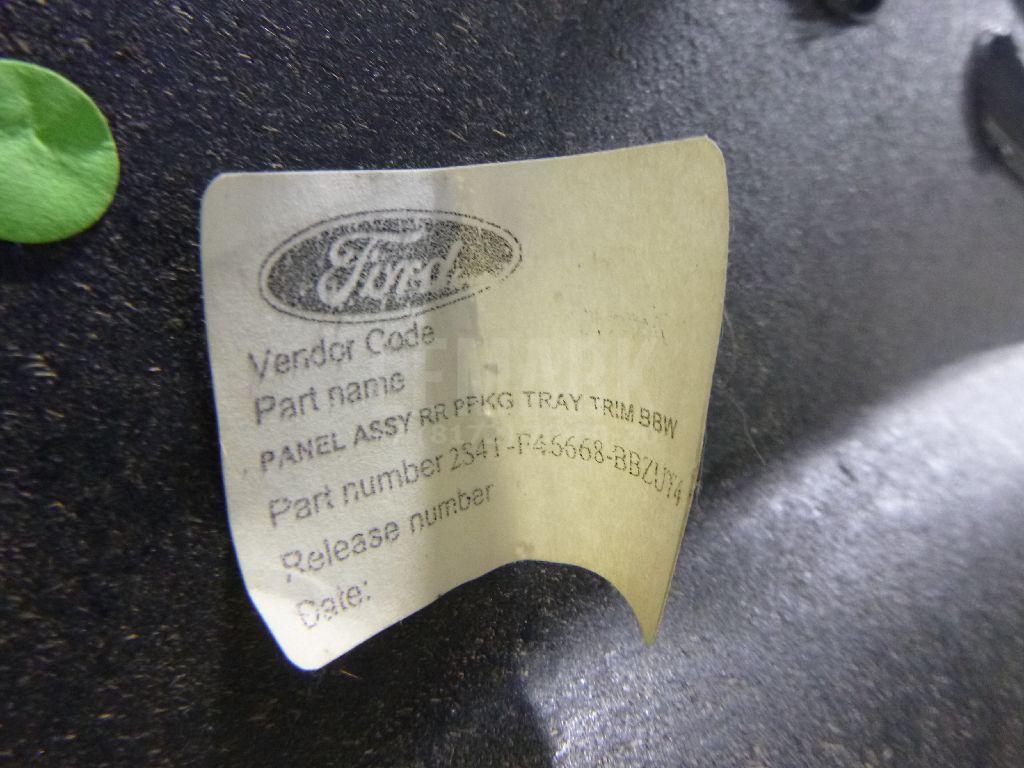 Ford
Vendor Code
Part name
PANEL ASSY RR PPKG TRAY TRIM B8W
Part number 2S41-F46668-BBZUY4
Release number
Date: